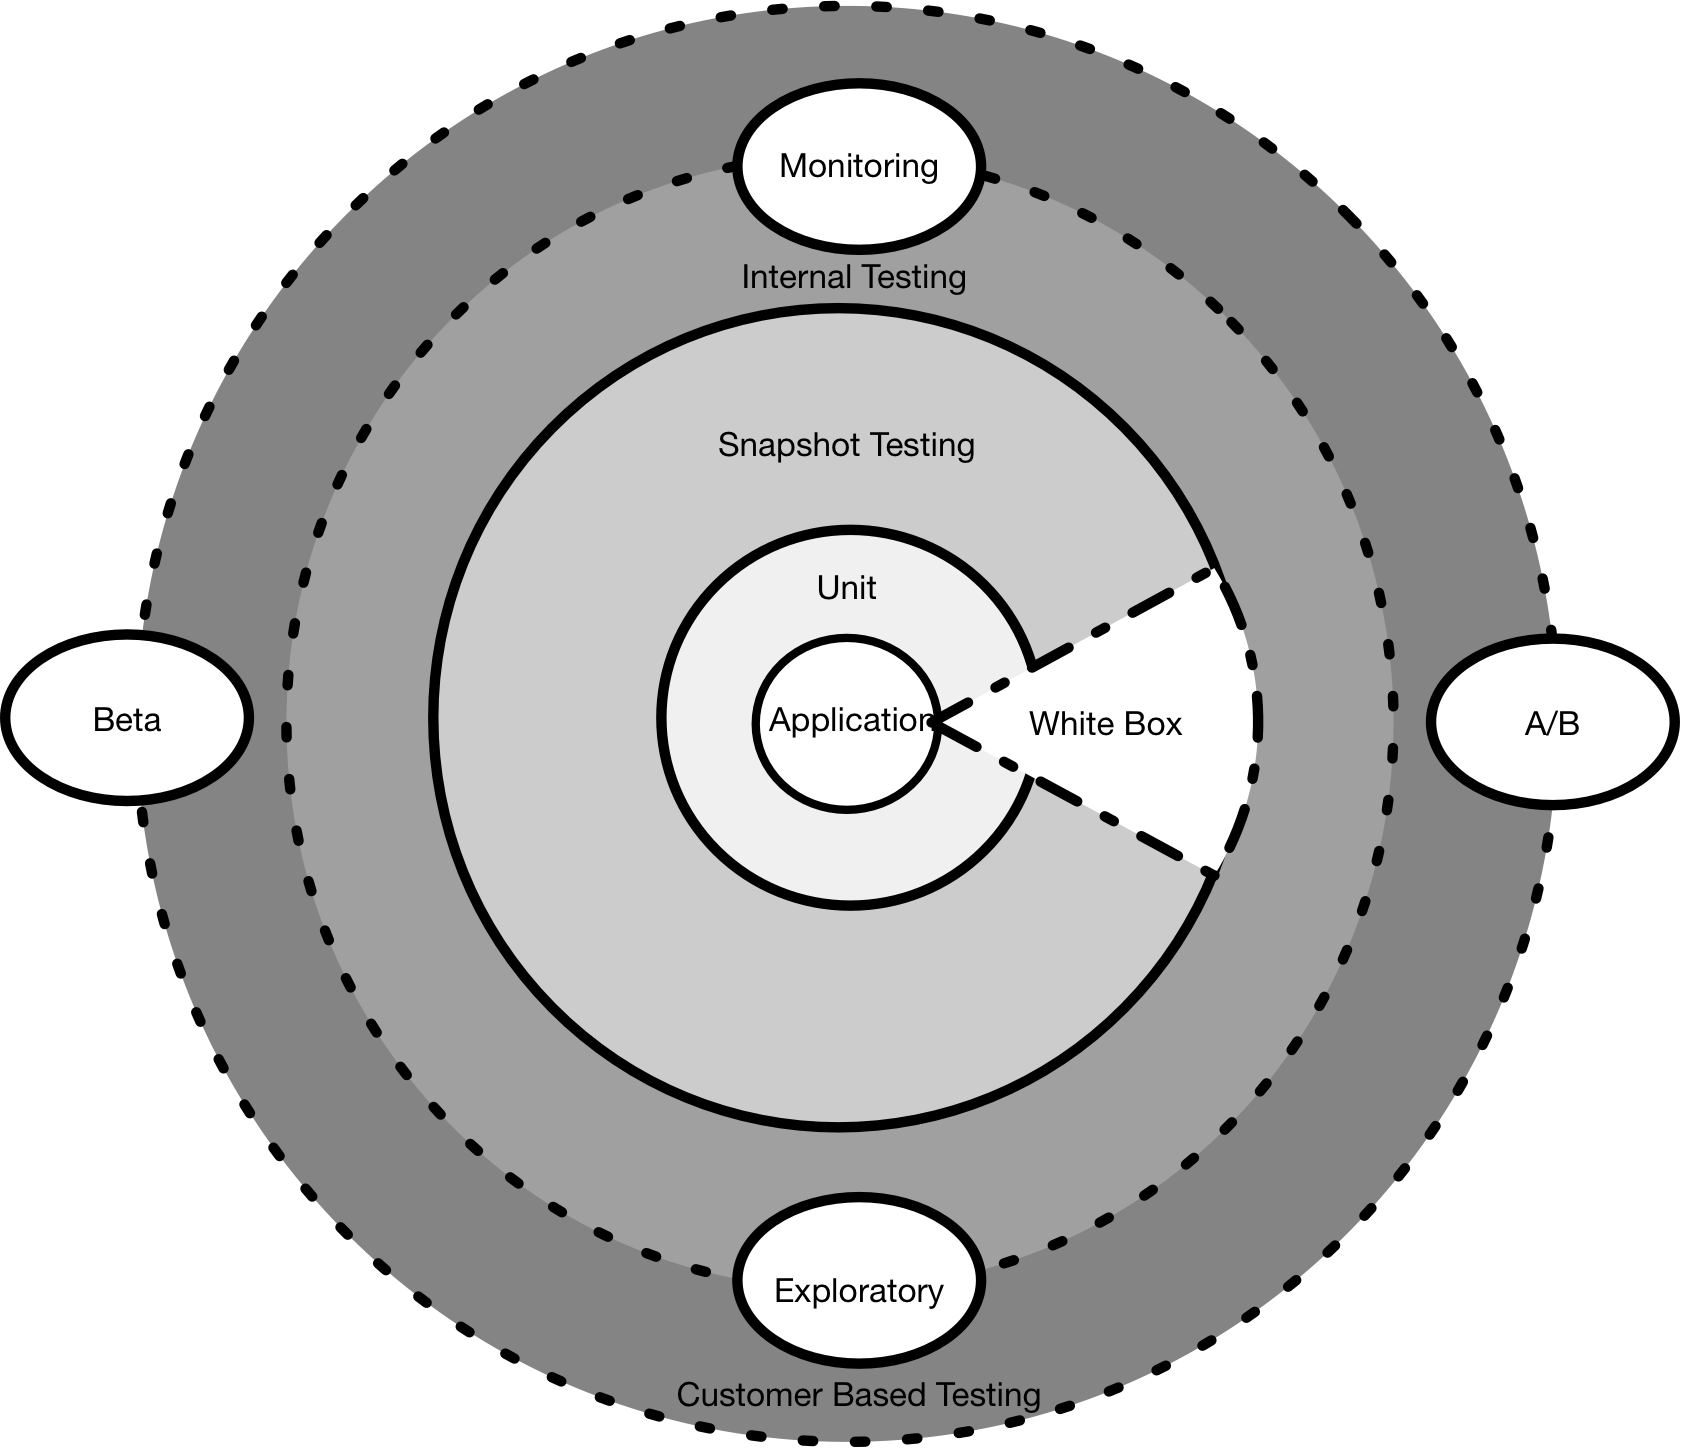 Monitoring
Internal Testing
Snapshot Testing
Unit
Beta
Application
White Box
A/B
Exploratory
Customer Based Testing